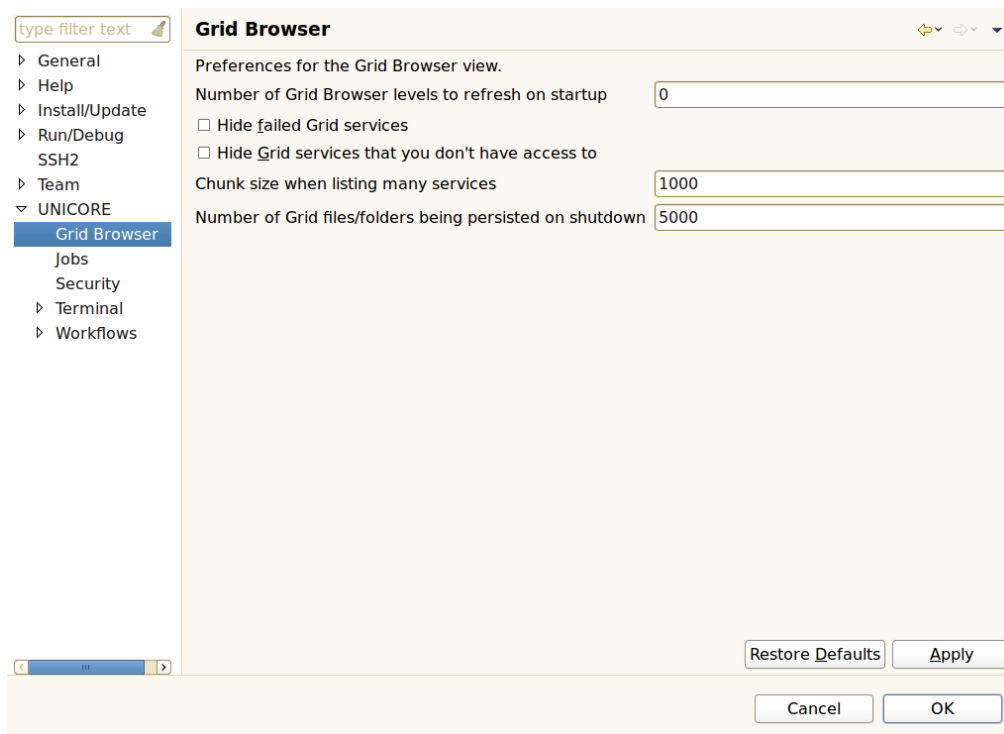 type filter text
General
Help
Install/Update
Run/Debug
SSH2
Team
UNICORE
Grid Browser
Jobs
Security
Terminal
Workflows
Grid Browser
Preferences for the Grid Browser view.
Number of Grid Browser levels to refresh on startup 0
Hide failed Grid services
Hide Grid services that you don't have access to
Chunk size when listing many services 1000
Number of Grid files/folders being persisted on shutdown 5000
Restore Defaults Apply
Cancel OK